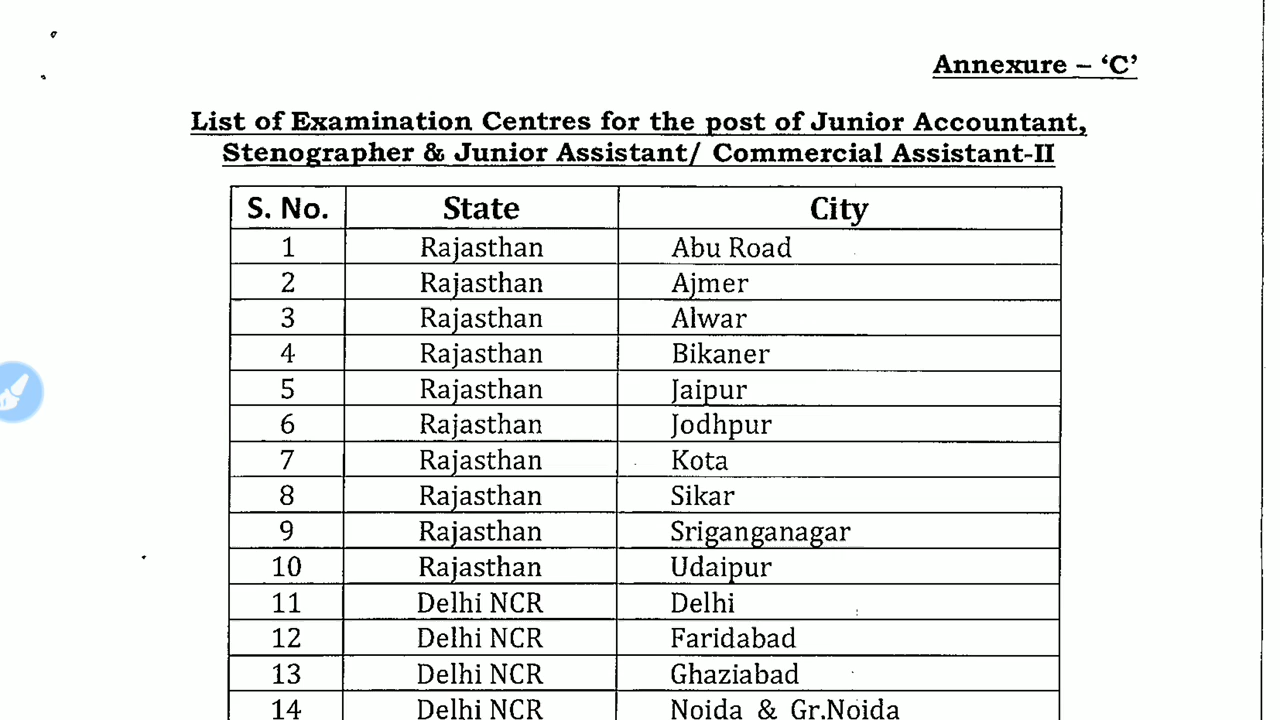 Annexure – ‘C’
List of Examination Centres for the post of Junior Accountant,
Stenographer & Junior Assistant/ Commercial Assistant-II
S. No. State City
1 Rajasthan Abu Road
2 Rajasthan Ajmer
3 Rajasthan Alwar
4 Rajasthan Bikaner
5 Rajasthan Jaipur
6 Rajasthan Jodhpur
7 Rajasthan Kota
8 Rajasthan Sikar
9 Rajasthan Sriganganagar
10 Rajasthan Udaipur
11 Delhi NCR Delhi
12 Delhi NCR Faridabad
13 Delhi NCR Ghaziabad
14 Delhi NCR Noida & Gr.Noida